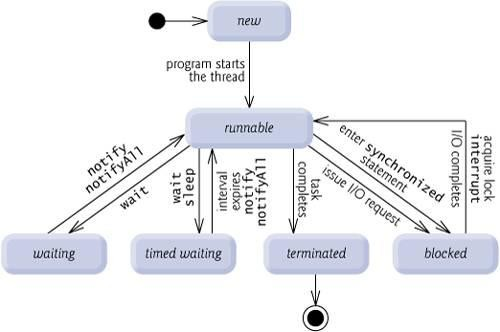 new
program starts
the thread
runnable
notify
notifyAll
wait
wait
sleep
interval
expires
notify
notifyAll
task
completes
enter synchronized
statement
issue I/O request
acquire lock
interrupt
I/O completes
waiting
timed waiting
terminated
blocked